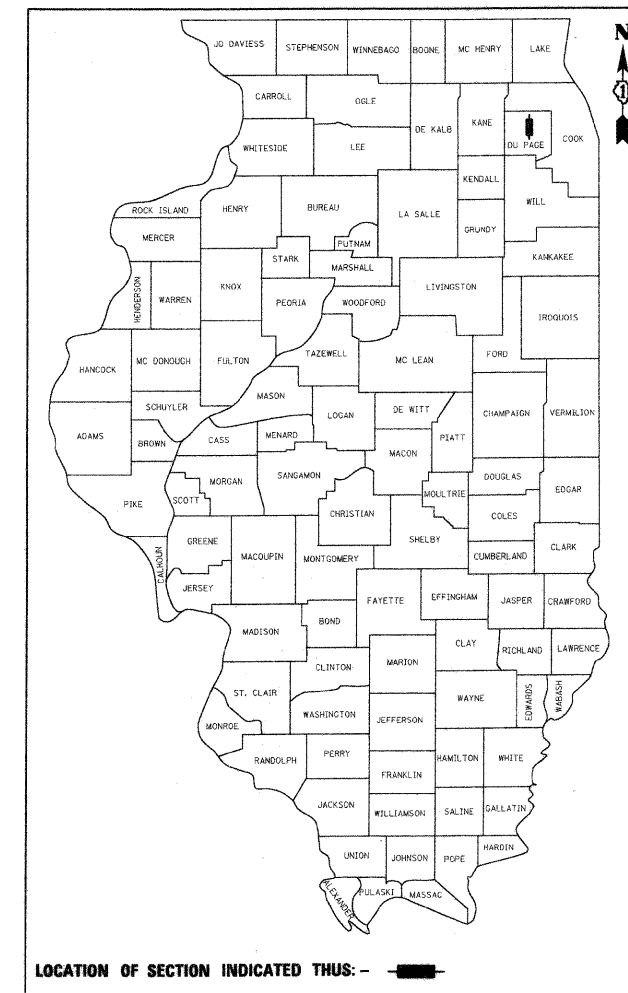 JO DAVIESS STEPHENSON WINNEBAGO BOONE MC HENRY LAKE
N
CARROLL OGLE DE KALB KANE COOK
DU PAGE
WHITESIDE LEE
KENDALL
WILL
ROCK ISLAND HENRY BUREAU LA SALLE
GRUNDY
MERCER PUTNAM
STARK MARSHALL KANKAKEE
HENDERSON WARREN KNOX PEORIA WOODFORD LIVINGSTON IROQUOIS
HANCOCK MC DONOUGH FULTON TAZEWELL MC LEAN FORD
MASON
SCHUYLER LOGAN DE WITT CHAMPAIGN VERMILION
ADAMS BROWN CASS MENARD MACON PIATT
MORGAN SANGAMON DOUGLAS EDGAR
PIKE SCOTT CHRISTIAN MOULTRIE COLES
GREENE MACOUPIN MONTGOMERY SHELBY CUMBERLAND CLARK
CALHOUN JERSEY
FAYETTE EFFINGHAM JASPER CRAWFORD
MADISON BOND
CLAY RICHLAND LAWRENCE
CLINTON MARION
ST. CLAIR WAYNE EDWARDS WABASH
MONROE WASHINGTON JEFFERSON
RANDOLPH PERRY HAMILTON WHITE
FRANKLIN
JACKSON WILLIAMSON SALINE GALLATIN
UNION JOHNSON POPE HARDIN
ALEXANDER PULASKI MASSAC
LOCATION OF SECTION INDICATED THUS: -